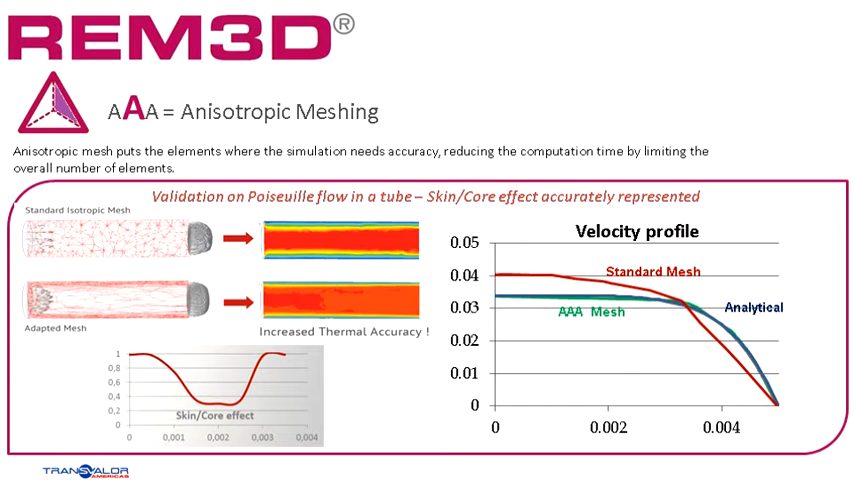 REM3D®
AAA = Anisotropic Meshing
Anisotropic mesh puts the elements where the simulation needs accuracy, reducing the computation time by limiting the
overall number of elements.
Validation on Poiseuille flow in a tube – Skin/Core effect accurately represented
Standard Isotropic Mesh
Adapted Mesh
Increased Thermal Accuracy !
1
0,8
0,6
0,4
0,2
0
Skin/Core effect
0 0,001 0,002 0,003 0,004
Velocity profile
0.05
0.04
0.03
0.02
0.01
0
Standard Mesh
AAA Mesh
Analytical
0 0.002 0.004
TRANSVALOR
AMERICAS